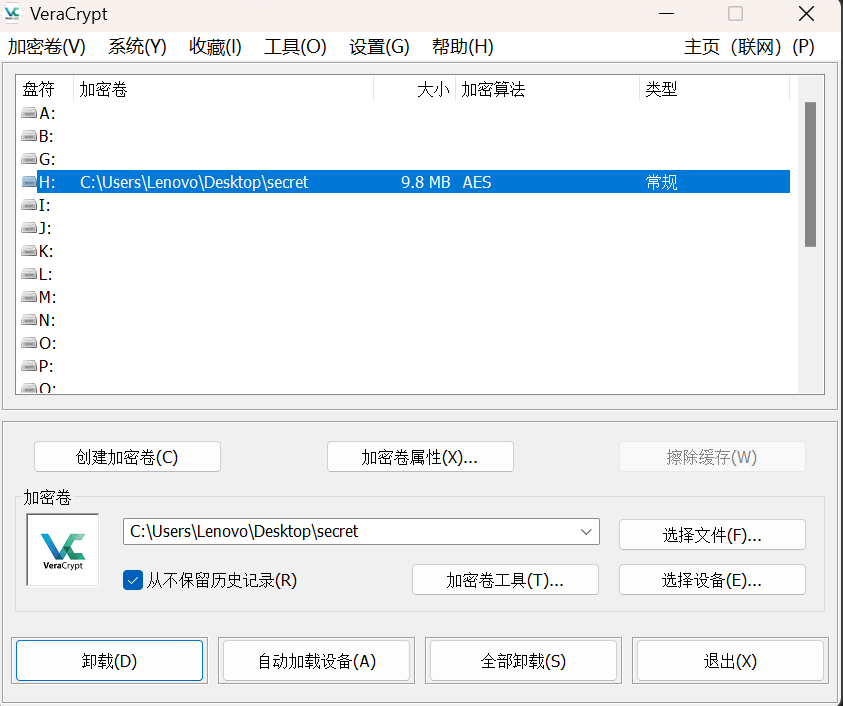 VeraCrypt
加密卷(V) 系统(Y) 收藏(I) 工具(O) 设置(G) 帮助(H) 主页（联网）(P)
盘符 加密卷 大小 加密算法 类型
A:
B:
G:
H: C:\Users\Lenovo\Desktop\secret 9.8 MB AES 常规
I:
J:
K:
L:
M:
N:
O:
P:
Q:
创建加密卷(C) 加密卷属性(X)... 擦除缓存(W)
加密卷
VeraCrypt
C:\Users\Lenovo\Desktop\secret 选择文件(F)...
从不保留历史记录(R) 加密卷工具(T)... 选择设备(E)...
卸载(D) 自动加载设备(A) 全部卸载(S) 退出(X)